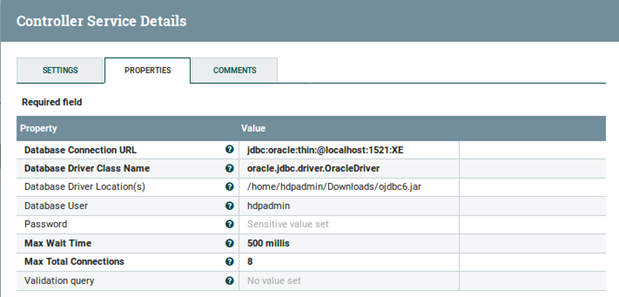 Controller Service Details
SETTINGS PROPERTIES COMMENTS
Required field
Property Value
Database Connection URL jdbc:oracle:thin:@localhost:1521:XE
Database Driver Class Name oracle.jdbc.driver.OracleDriver
Database Driver Location(s) /home/hdpadmin/Downloads/ojdbc6.jar
Database User hdpadmin
Password Sensitive value set
Max Wait Time 500 millis
Max Total Connections 8
Validation query No value set